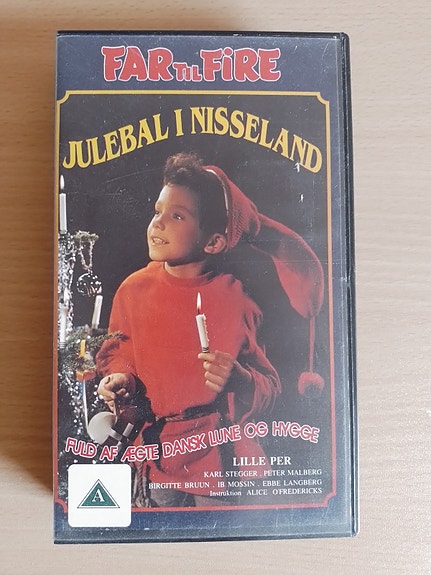 FAR TIL FIRE
JULEBAL I NISSELAND
FULD AF ÆGTE DANSK LUNE OG HYGGE
LILLE PER
KARL STEGGER . PETER MALBERG
BIRGITTE BRUUN . IB MOSSIN . EBBE LANGBERG
Instruktion ALICE O'FREDERICKS
A